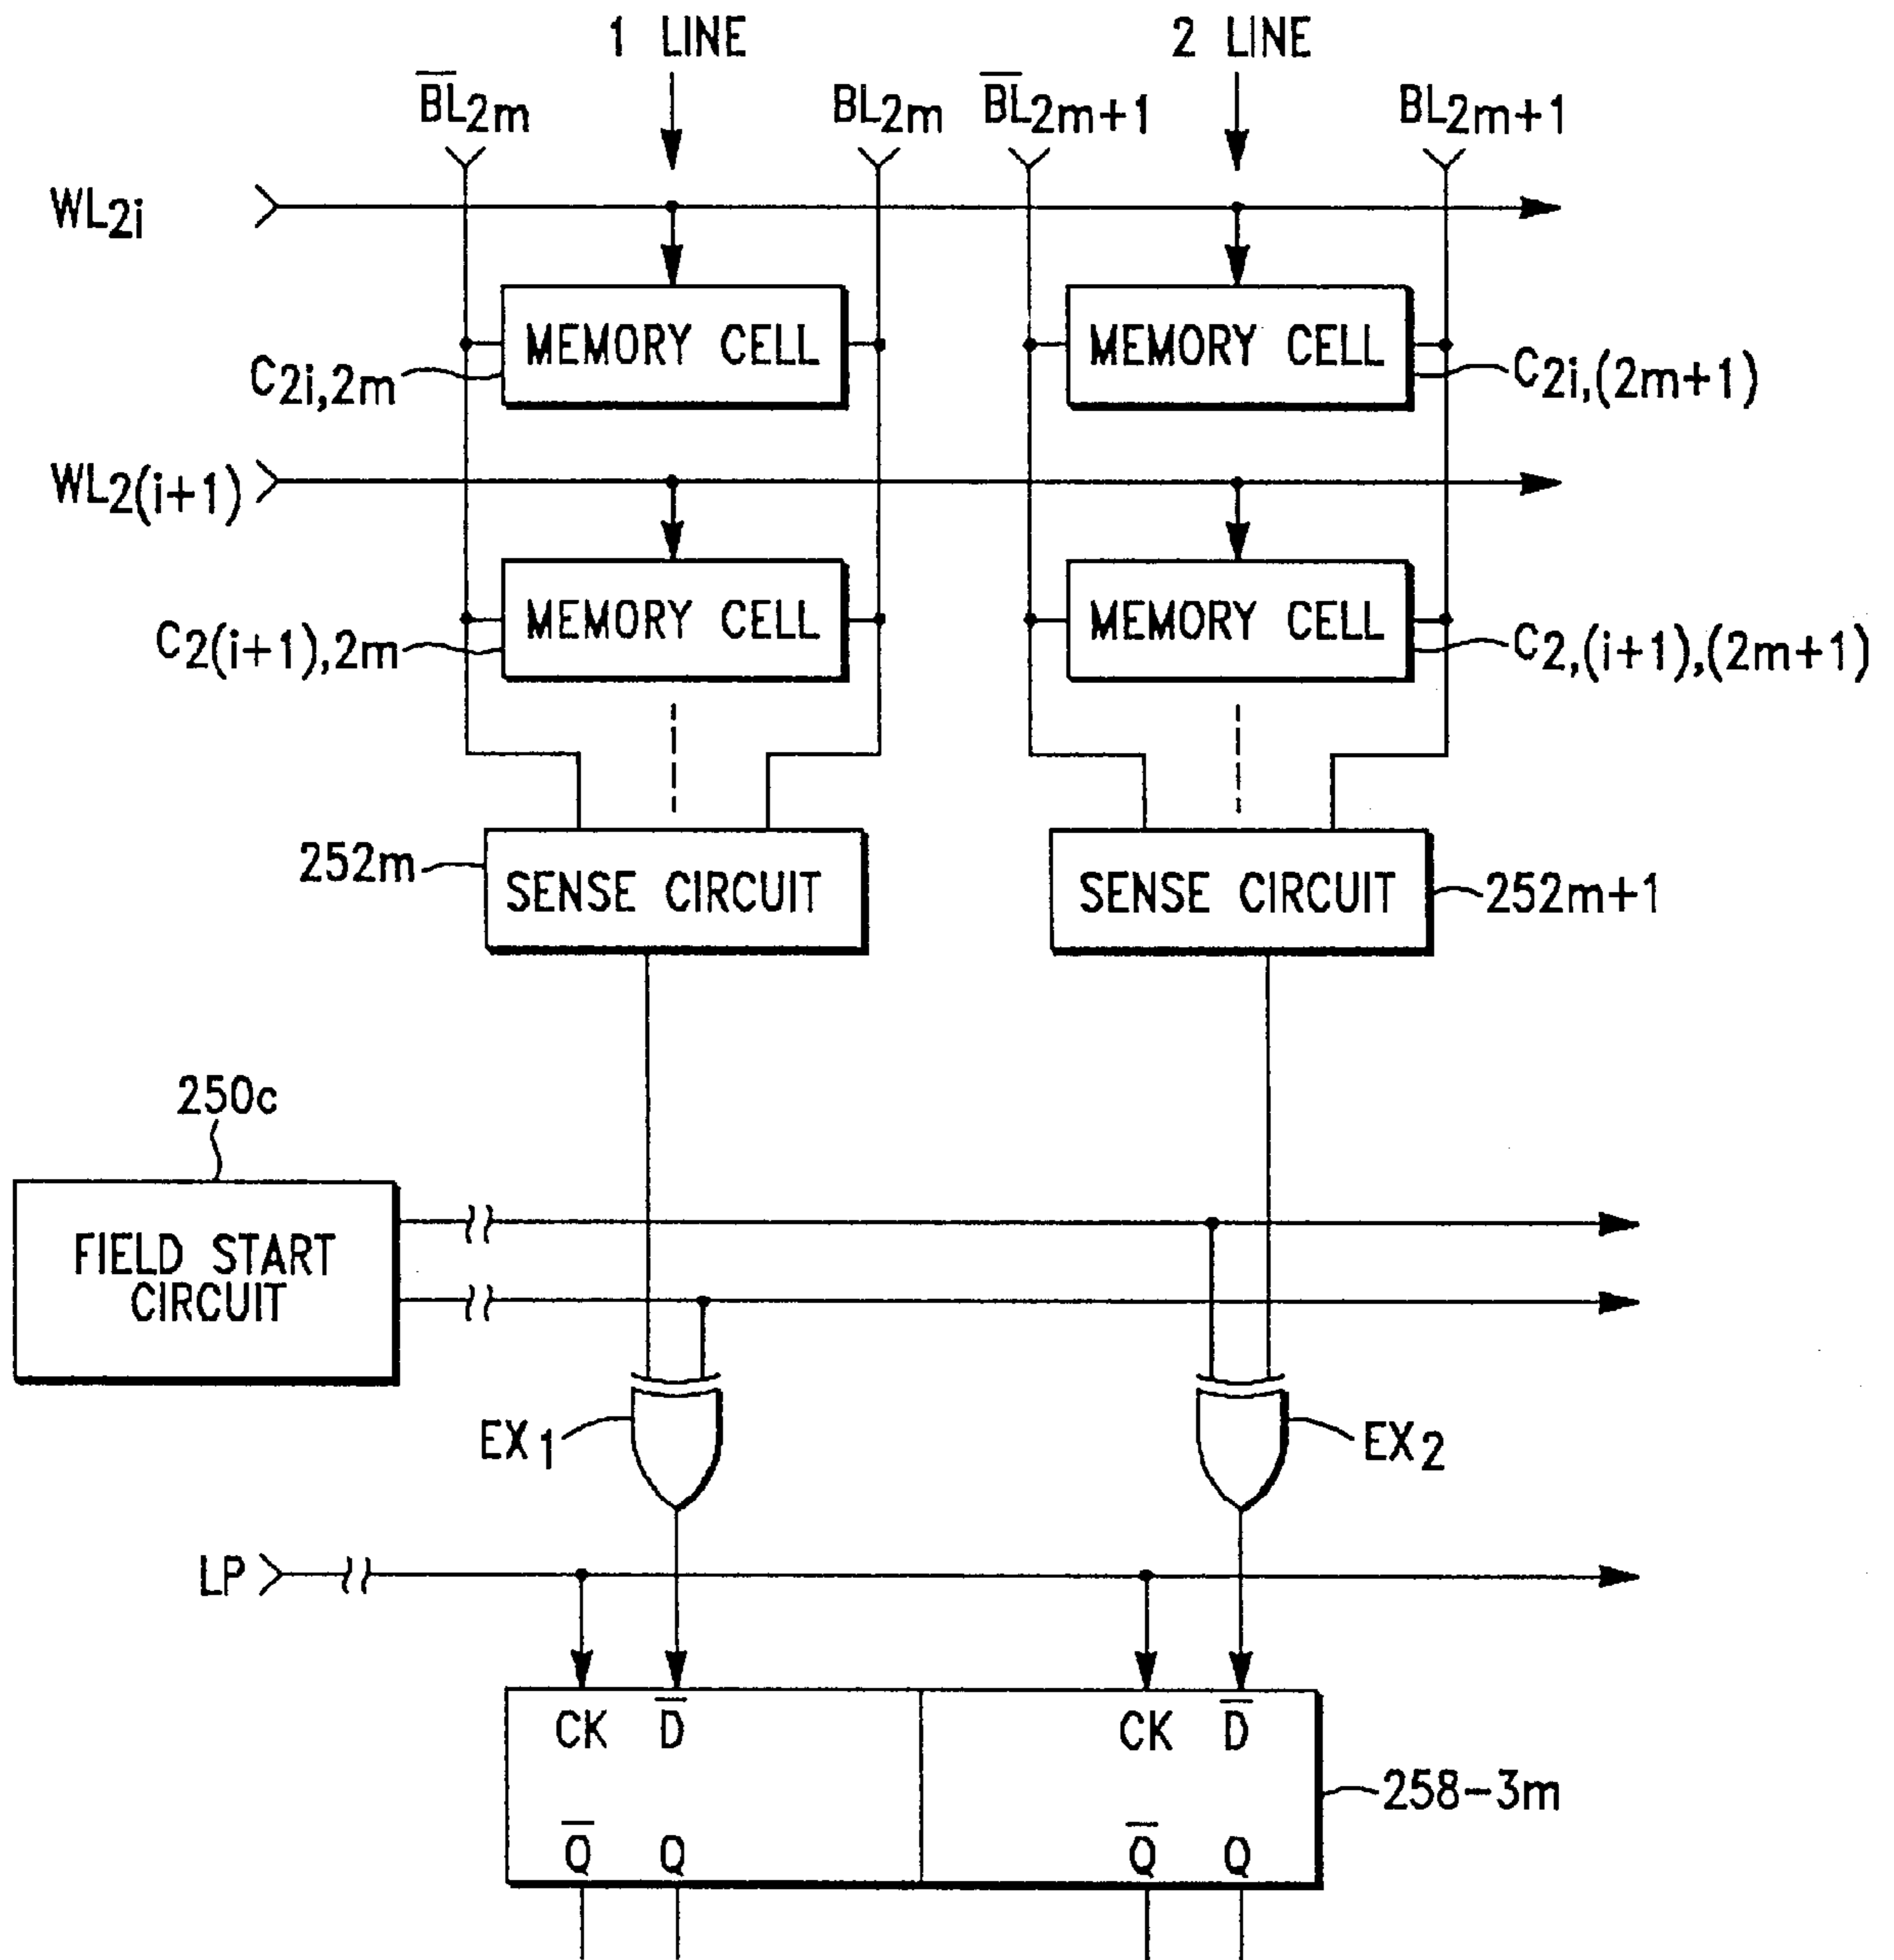 1 LINE 2 LINE
B̅L̅2m BL2m B̅L̅2m+1 BL2m+1
WL2i
MEMORY CELL MEMORY CELL
C2i,2m C2i,(2m+1)
WL2(i+1)
MEMORY CELL MEMORY CELL
C2(i+1),2m C2,(i+1),(2m+1)
252m SENSE CIRCUIT SENSE CIRCUIT 252m+1
250c
FIELD START
CIRCUIT
EX1 EX2
LP
CK D̅ CK D̅
258-3m
Q̅ Q Q̅ Q